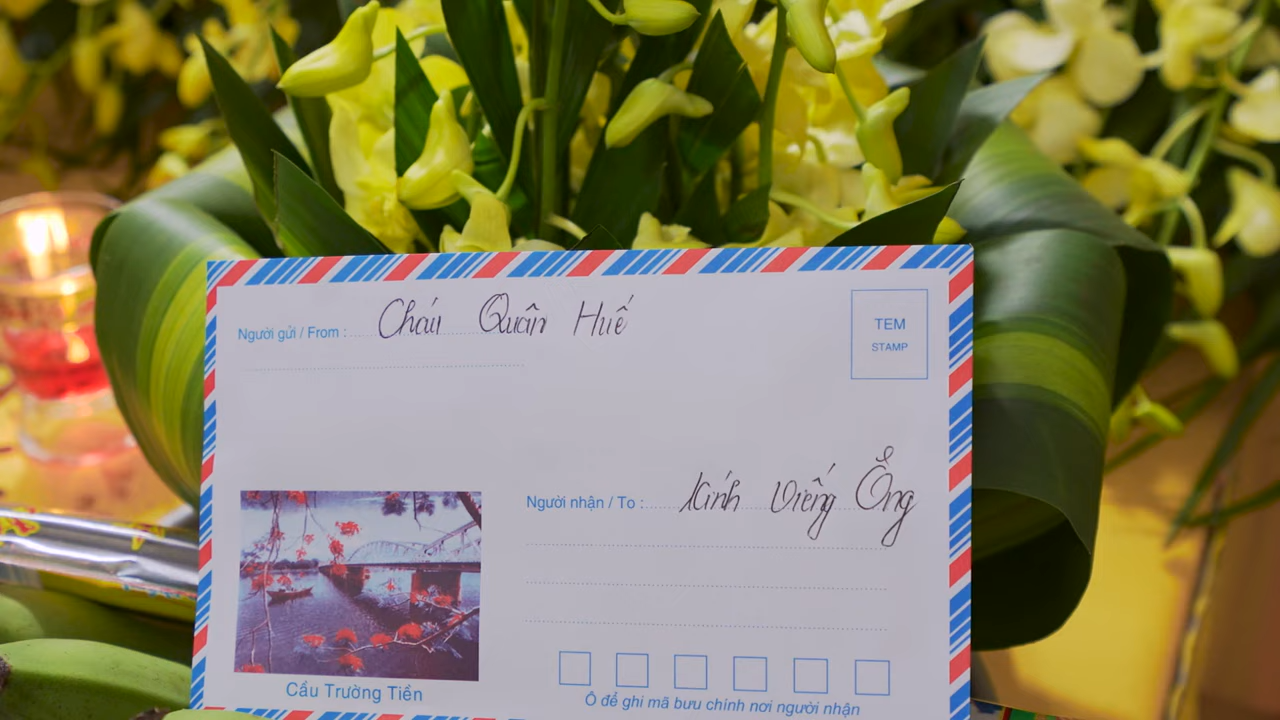 Người gửi / From : Cháu Quân Huế
TEM
STAMP
Người nhận / To : Kính Viếng Ông
Cầu Trường Tiền
Ô để ghi mã bưu chính nơi người nhận